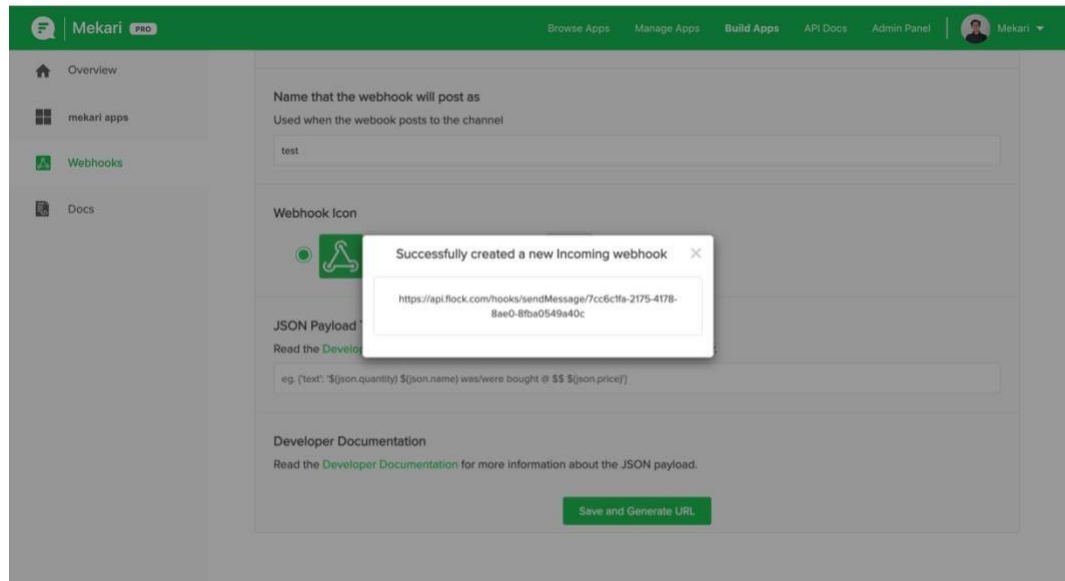 Mekari PRO
Browse Apps Manage Apps Build Apps API Docs Admin Panel Mekari
Overview
mekari apps
Webhooks
Docs
Name that the webhook will post as
Used when the webook posts to the channel
test
Webhook Icon
Successfully created a new Incoming webhook
https://api.flock.com/hooks/sendMessage/7cc6c1fa-2175-4178-
8ae0-8fba0549a40c
JSON Payload
Read the Develop
eg. {'text': '$(json.quantity) $(json.name) was/were bought @ $$ $(json.price)'}
Developer Documentation
Read the Developer Documentation for more information about the JSON payload.
Save and Generate URL